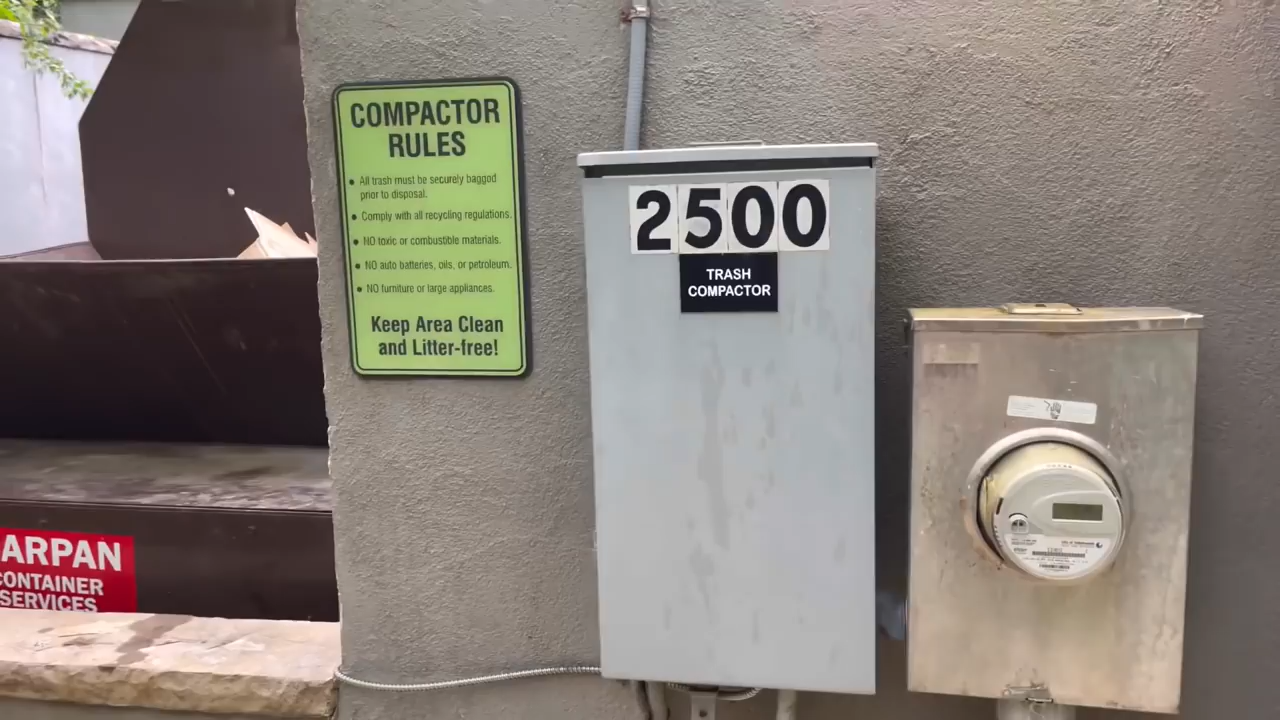 COMPACTOR
RULES
• All trash must be securely bagged
prior to disposal.
• Comply with all recycling regulations.
• NO toxic or combustible materials.
• NO auto batteries, oils, or petroleum.
• NO furniture or large appliances.
Keep Area Clean
and Litter-free!
2500
TRASH
COMPACTOR
ARPAN
CONTAINER
SERVICES